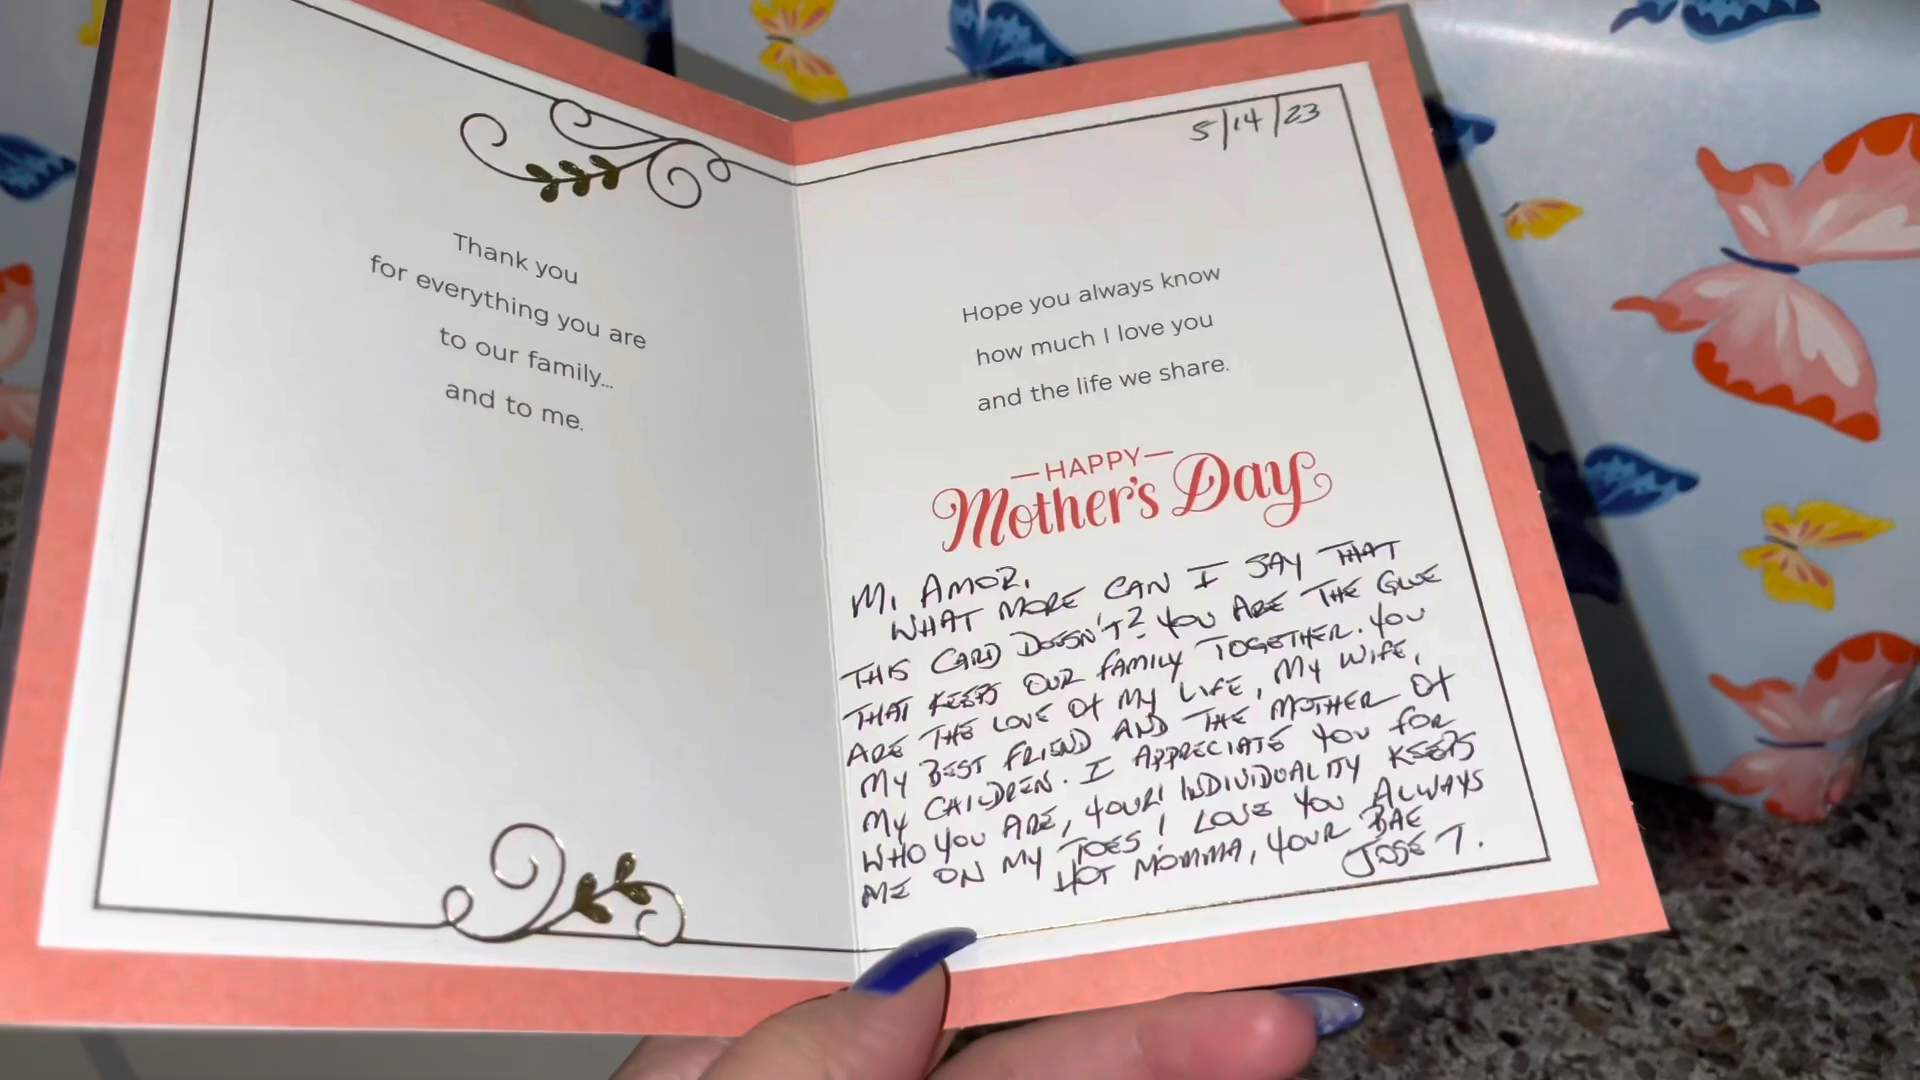 Thank you
for everything you are
to our family...
and to me.
5/14/23
Hope you always know
how much I love you
and the life we share.
—HAPPY—
Mother's Day
Mi AMOR,
WHAT MORE CAN I SAY THAT
THIS CARD DOESN'T? YOU ARE THE GLUE
THAT KEEPS OUR FAMILY TOGETHER. YOU
ARE THE LOVE OF MY LIFE, MY WIFE,
MY BEST FRIEND AND THE MOTHER OF
MY CHILDREN. I APPRECIATE YOU FOR
WHO YOU ARE, YOUR INDIVIDUALITY KEEPS
ME ON MY TOES! LOVE YOU ALWAYS
HOT MOMMA, YOUR BAE
JOSE T.